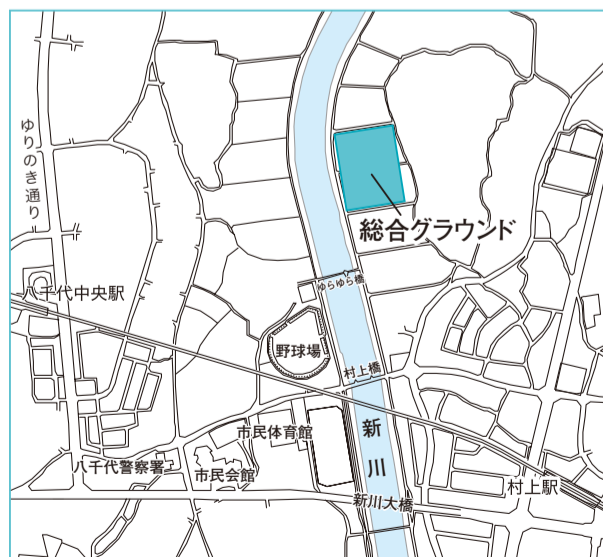 ゆりのき通り
総合グラウンド
ゆらゆら橋
八千代中央駅
野球場
村上橋
新川
市民体育館
八千代警察署
市民会館
村上駅
新川大橋